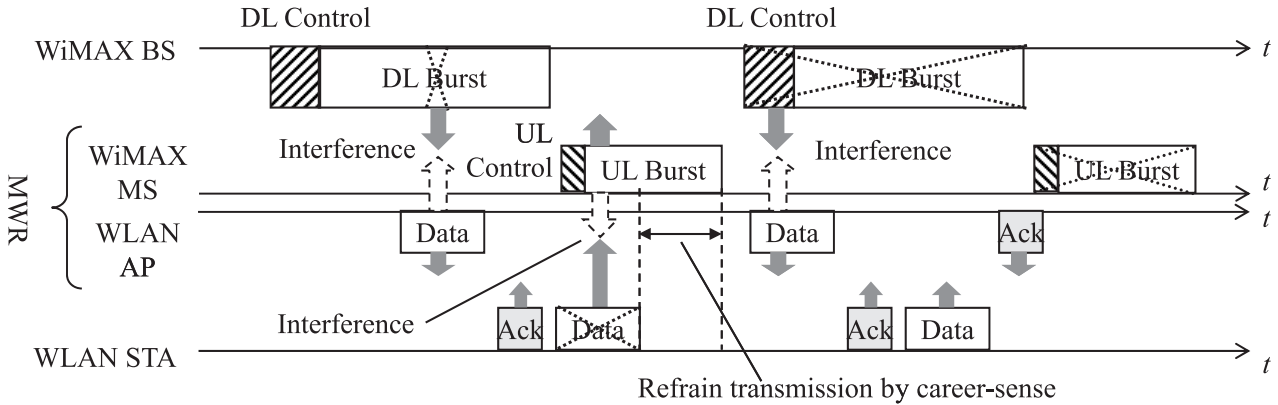 DL Control
DL Control
WiMAX BS
t
DL Burst
DL Burst
UL
Control
Interference
Interference
WiMAX
MS
UL Burst
UL Burst
t
MWR
t
WLAN
AP
Data
Data
Ack
Interference
Ack
Data
Ack
Data
WLAN STA
t
Refrain transmission by career-sense